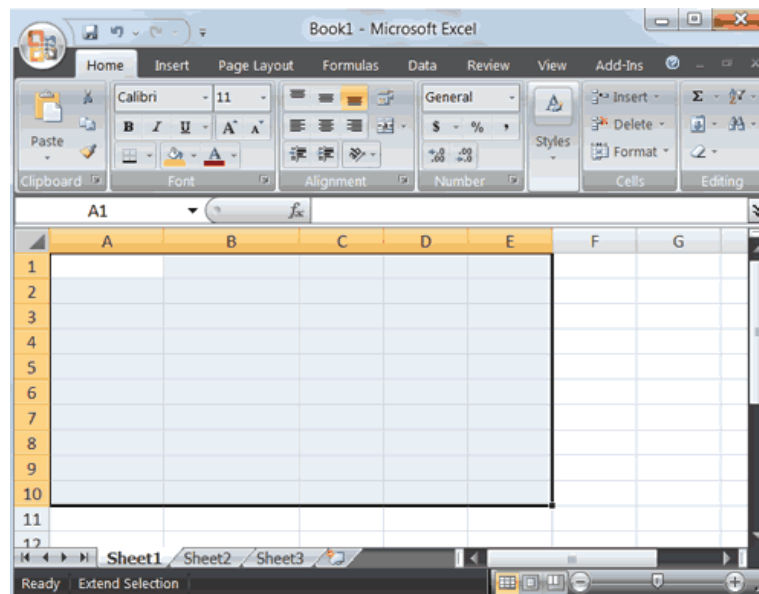 Book1 - Microsoft Excel
Home Insert Page Layout Formulas Data Review View Add-Ins
Calibri 11 General Σ
Insert
B I U A A $ % , Delete
Paste Styles
A .00 .00 Format
Clipboard Font Alignment Number Cells Editing
A1 fx
A B C D E F G
1
2
3
4
5
6
7
8
9
10
11
12
Sheet1 Sheet2 Sheet3
Ready Extend Selection